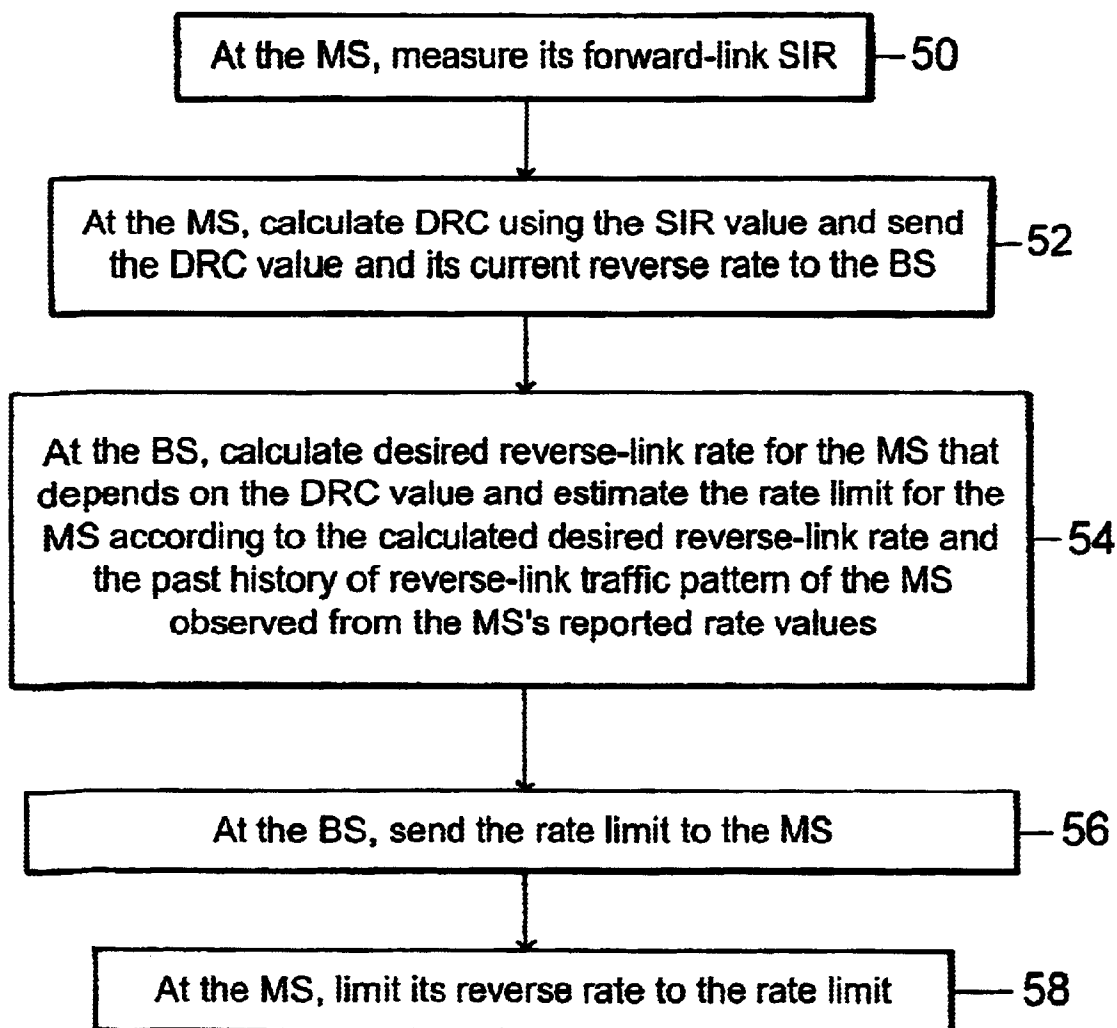 At the MS, measure its forward-link SIR
50
At the MS, calculate DRC using the SIR value and send
the DRC value and its current reverse rate to the BS
52
At the BS, calculate desired reverse-link rate for the MS that
depends on the DRC value and estimate the rate limit for the
MS according to the calculated desired reverse-link rate and
the past history of reverse-link traffic pattern of the MS
observed from the MS's reported rate values
54
At the BS, send the rate limit to the MS
56
At the MS, limit its reverse rate to the rate limit
58